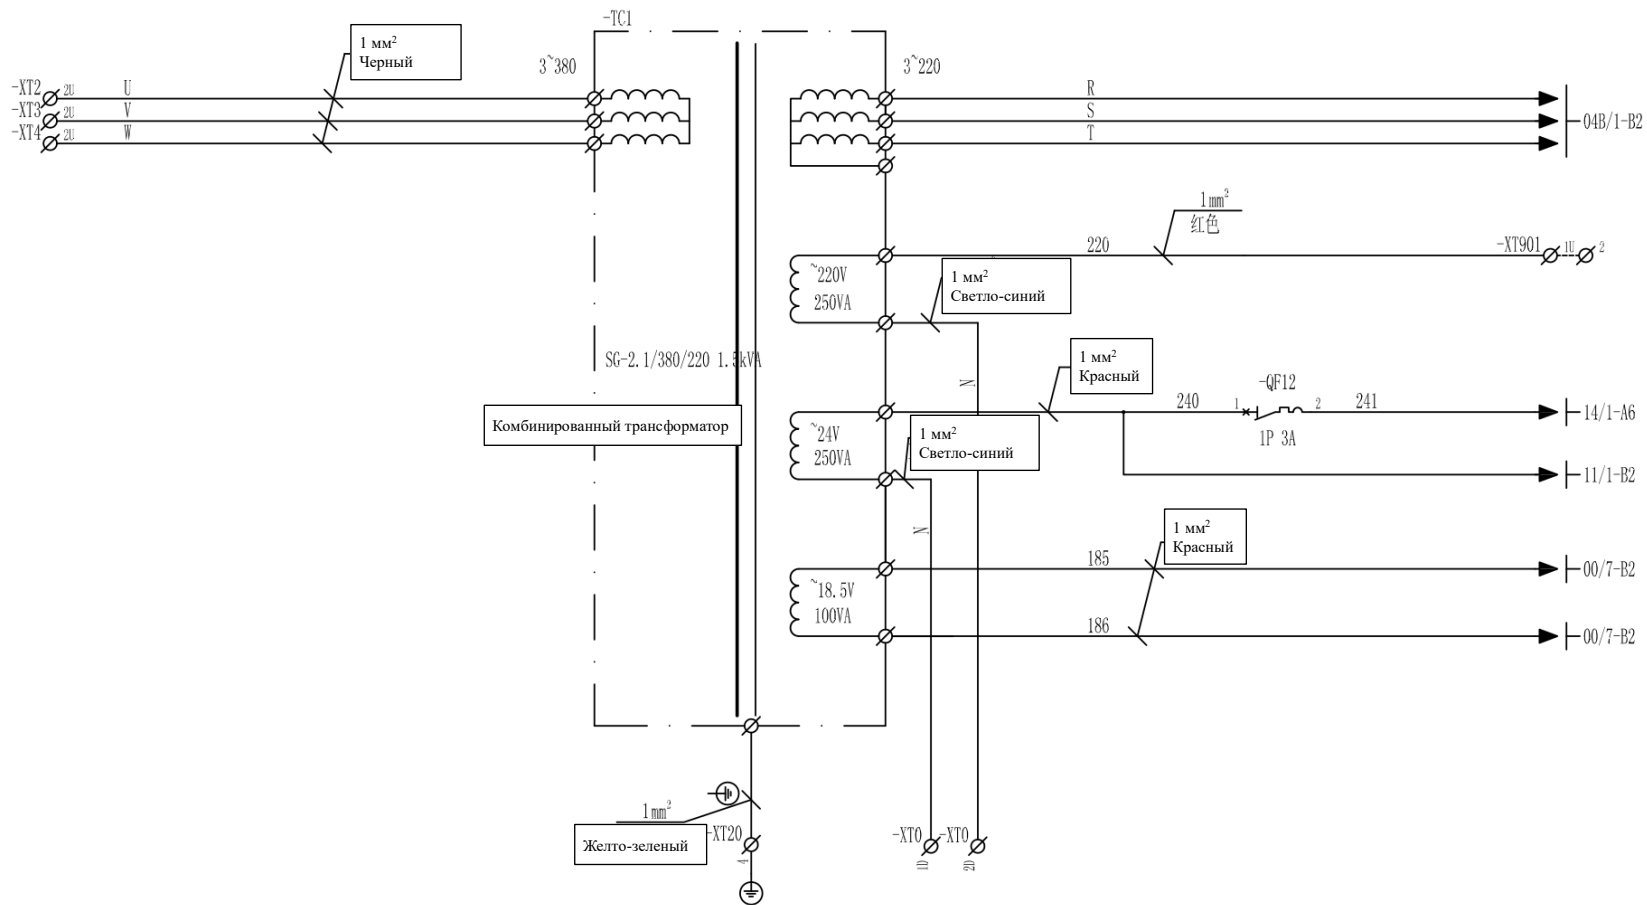 -TC1
1 мм²
Черный
3~380
3~220
-XT2 2U U
-XT3 2U V
-XT4 2U W
R
S
T
04B/1-B2
1mm²
红色
220
-XT901 1U 2
~220V
250VA
1 мм²
Светло-синий
SG-2.1/380/220 1.5kVA
1 мм²
Красный
N
-QF12
240 1 2 241
1P 3A
14/1-A6
Комбинированный трансформатор
~24V
250VA
1 мм²
Светло-синий
11/1-B2
N
1 мм²
Красный
185
00/7-B2
~18.5V
100VA
186
00/7-B2
1mm²
Желто-зеленый
-XT20
4
-XT0
-XT0
1D
2D